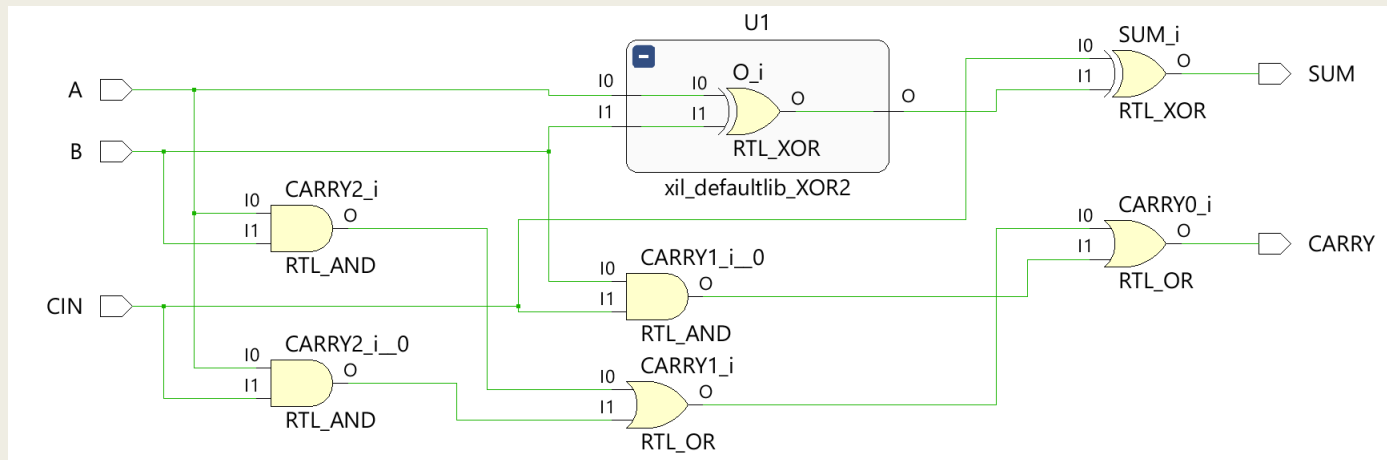 U1
SUM_i
A
I0
I0
O_i
O
O
I0
O
SUM
I1
I1
I1
RTL_XOR
B
RTL_XOR
xil_defaultlib_XOR2
CARRY2_i
I0
O
I1
RTL_AND
CARRY0_i
I0
O
CARRY
I1
RTL_OR
CARRY1_i__0
I0
O
I1
RTL_AND
CIN
CARRY2_i__0
I0
O
I1
RTL_AND
CARRY1_i
I0
O
I1
RTL_OR